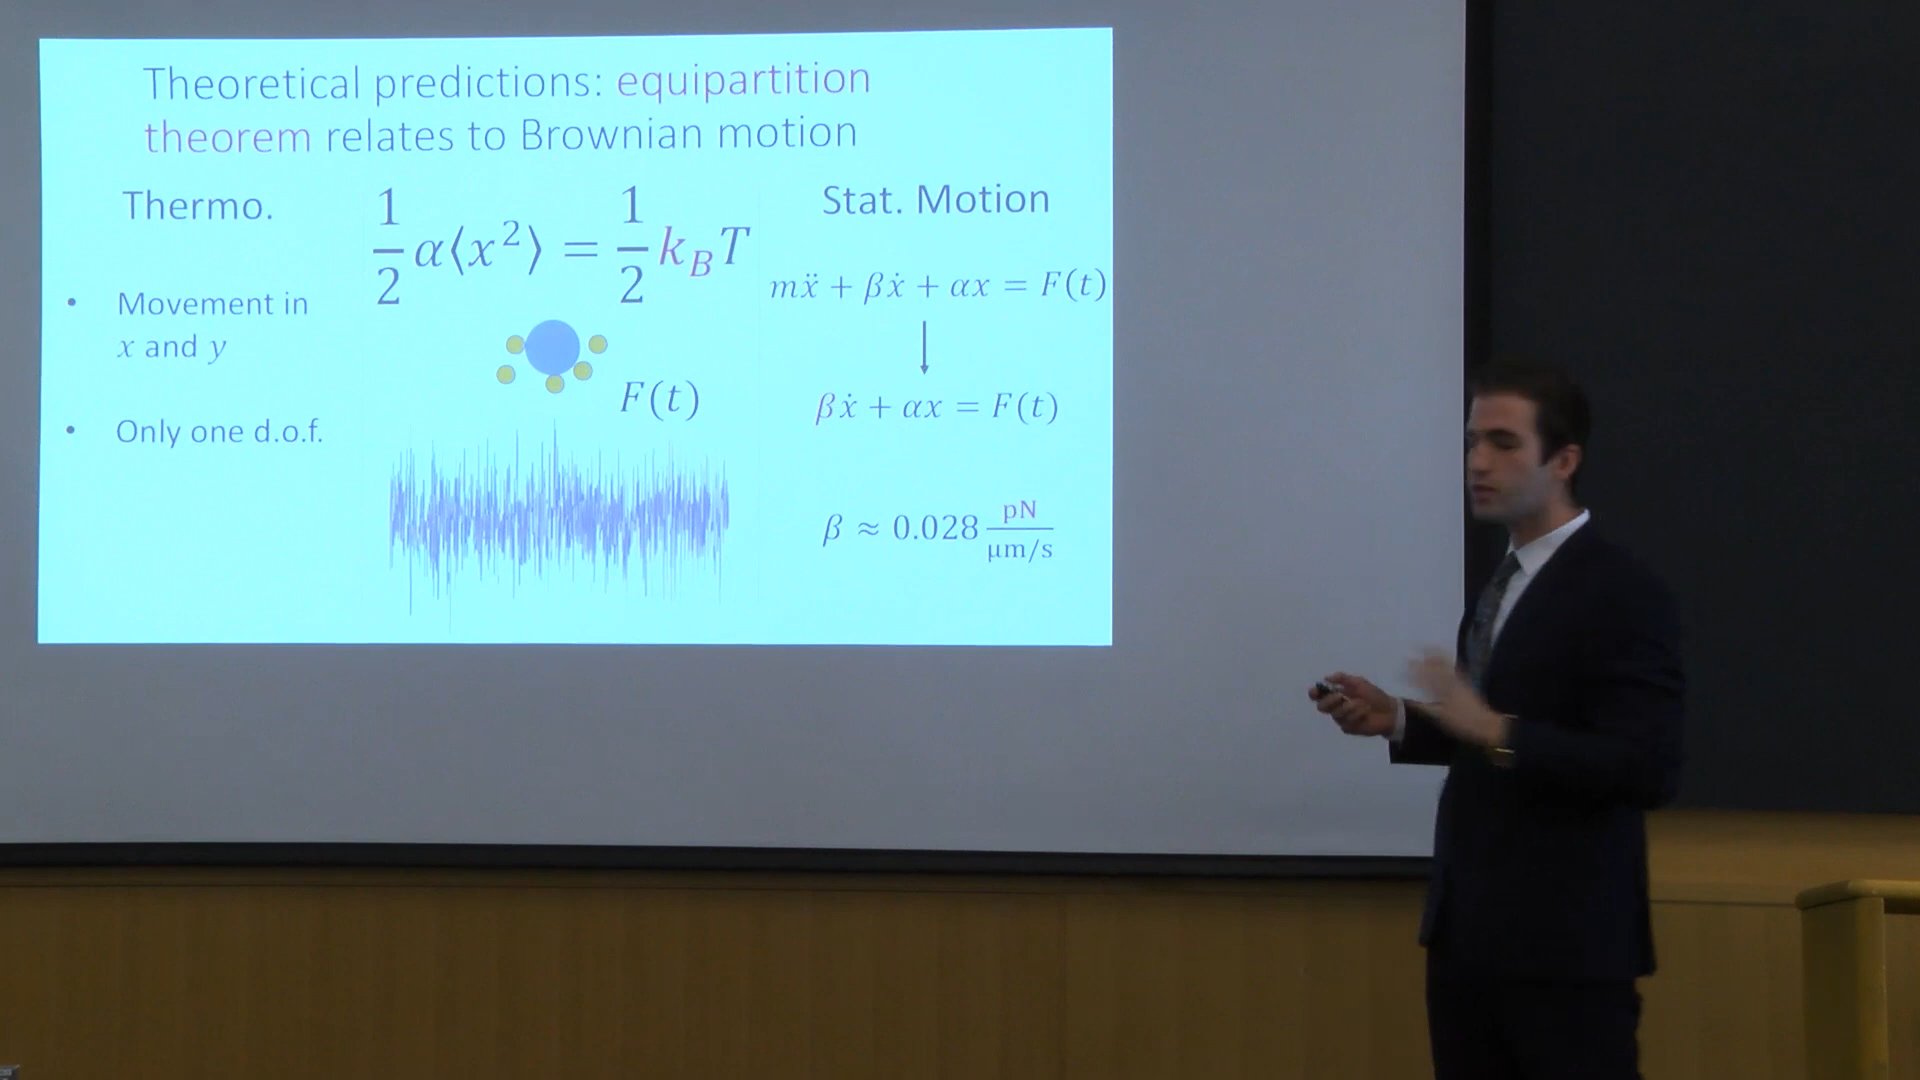 Theoretical predictions: equipartition
theorem relates to Brownian motion
Thermo.
• Movement in
x and y
• Only one d.o.f.
1/2 α⟨x²⟩ = 1/2 k_B T
F(t)
Stat. Motion
mẍ + βẋ + αx = F(t)
↓
βẋ + αx = F(t)
β ≈ 0.028 pN/μm/s